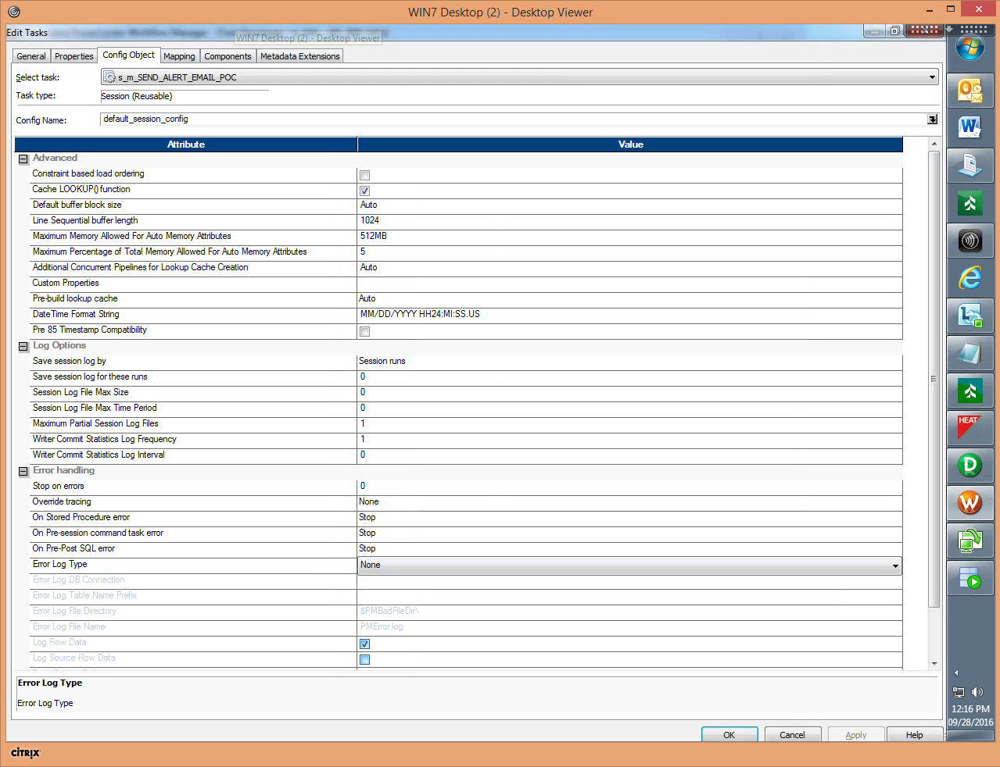 WIN7 Desktop (2) - Desktop Viewer
Edit Tasks
WIN7 Desktop (2) - Desktop Viewer
General Properties Config Object Mapping Components Metadata Extensions
Select task: s_m_SEND_ALERT_EMAIL_POC
Task type: Session (Reusable)
Config Name: default_session_config
Attribute Value
Advanced
Constraint based load ordering
Cache LOOKUP() function
Default buffer block size Auto
Line Sequential buffer length 1024
Maximum Memory Allowed For Auto Memory Attributes 512MB
Maximum Percentage of Total Memory Allowed For Auto Memory Attributes 5
Additional Concurrent Pipelines for Lookup Cache Creation Auto
Custom Properties
Pre-build lookup cache Auto
DateTime Format String MM/DD/YYYY HH24:MI:SS.US
Pre 85 Timestamp Compatibility
Log Options
Save session log by Session runs
Save session log for these runs 0
Session Log File Max Size 0
Session Log File Max Time Period 0
Maximum Partial Session Log Files 1
Writer Commit Statistics Log Frequency 1
Writer Commit Statistics Log Interval 0
Error handling
Stop on errors 0
Override tracing None
On Stored Procedure error Stop
On Pre-session command task error Stop
On Pre-Post SQL error Stop
Error Log Type None
Error Log DB Connection
Error Log Table Name Prefix
Error Log File Directory $PMBadFileDir\
Error Log File Name PMError.log
Log Row Data
Log Source Row Data
Error Log Type
Error Log Type
OK Cancel Apply Help
HEAT
12:16 PM
09/28/2016
CITRIX